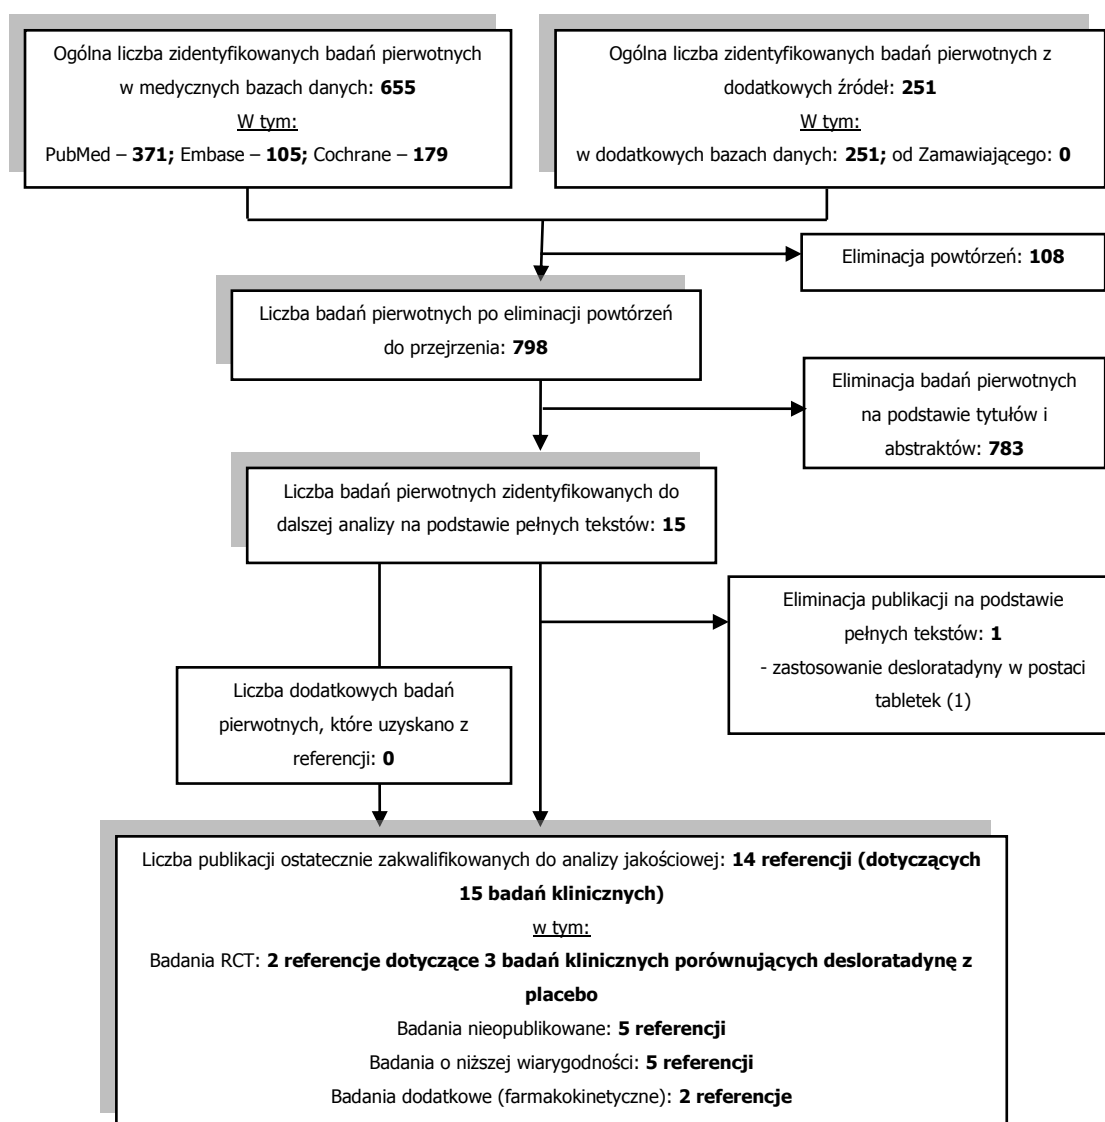 Ogólna liczba zidentyfikowanych badań pierwotnych
w medycznych bazach danych: 655
W tym:
PubMed – 371; Embase – 105; Cochrane – 179
Ogólna liczba zidentyfikowanych badań pierwotnych z
dodatkowych źródeł: 251
W tym:
w dodatkowych bazach danych: 251; od Zamawiającego: 0
Eliminacja powtórzeń: 108
Liczba badań pierwotnych po eliminacji powtórzeń
do przejrzenia: 798
Eliminacja badań pierwotnych
na podstawie tytułów i
abstraktów: 783
Liczba badań pierwotnych zidentyfikowanych do
dalszej analizy na podstawie pełnych tekstów: 15
Eliminacja publikacji na podstawie
pełnych tekstów: 1
- zastosowanie desloratadyny w postaci
tabletek (1)
Liczba dodatkowych badań
pierwotnych, które uzyskano z
referencji: 0
Liczba publikacji ostatecznie zakwalifikowanych do analizy jakościowej: 14 referencji (dotyczących
15 badań klinicznych)
w tym:
Badania RCT: 2 referencje dotyczące 3 badań klinicznych porównujących desloratadynę z
placebo
Badania nieopublikowane: 5 referencji
Badania o niższej wiarygodności: 5 referencji
Badania dodatkowe (farmakokinetyczne): 2 referencje